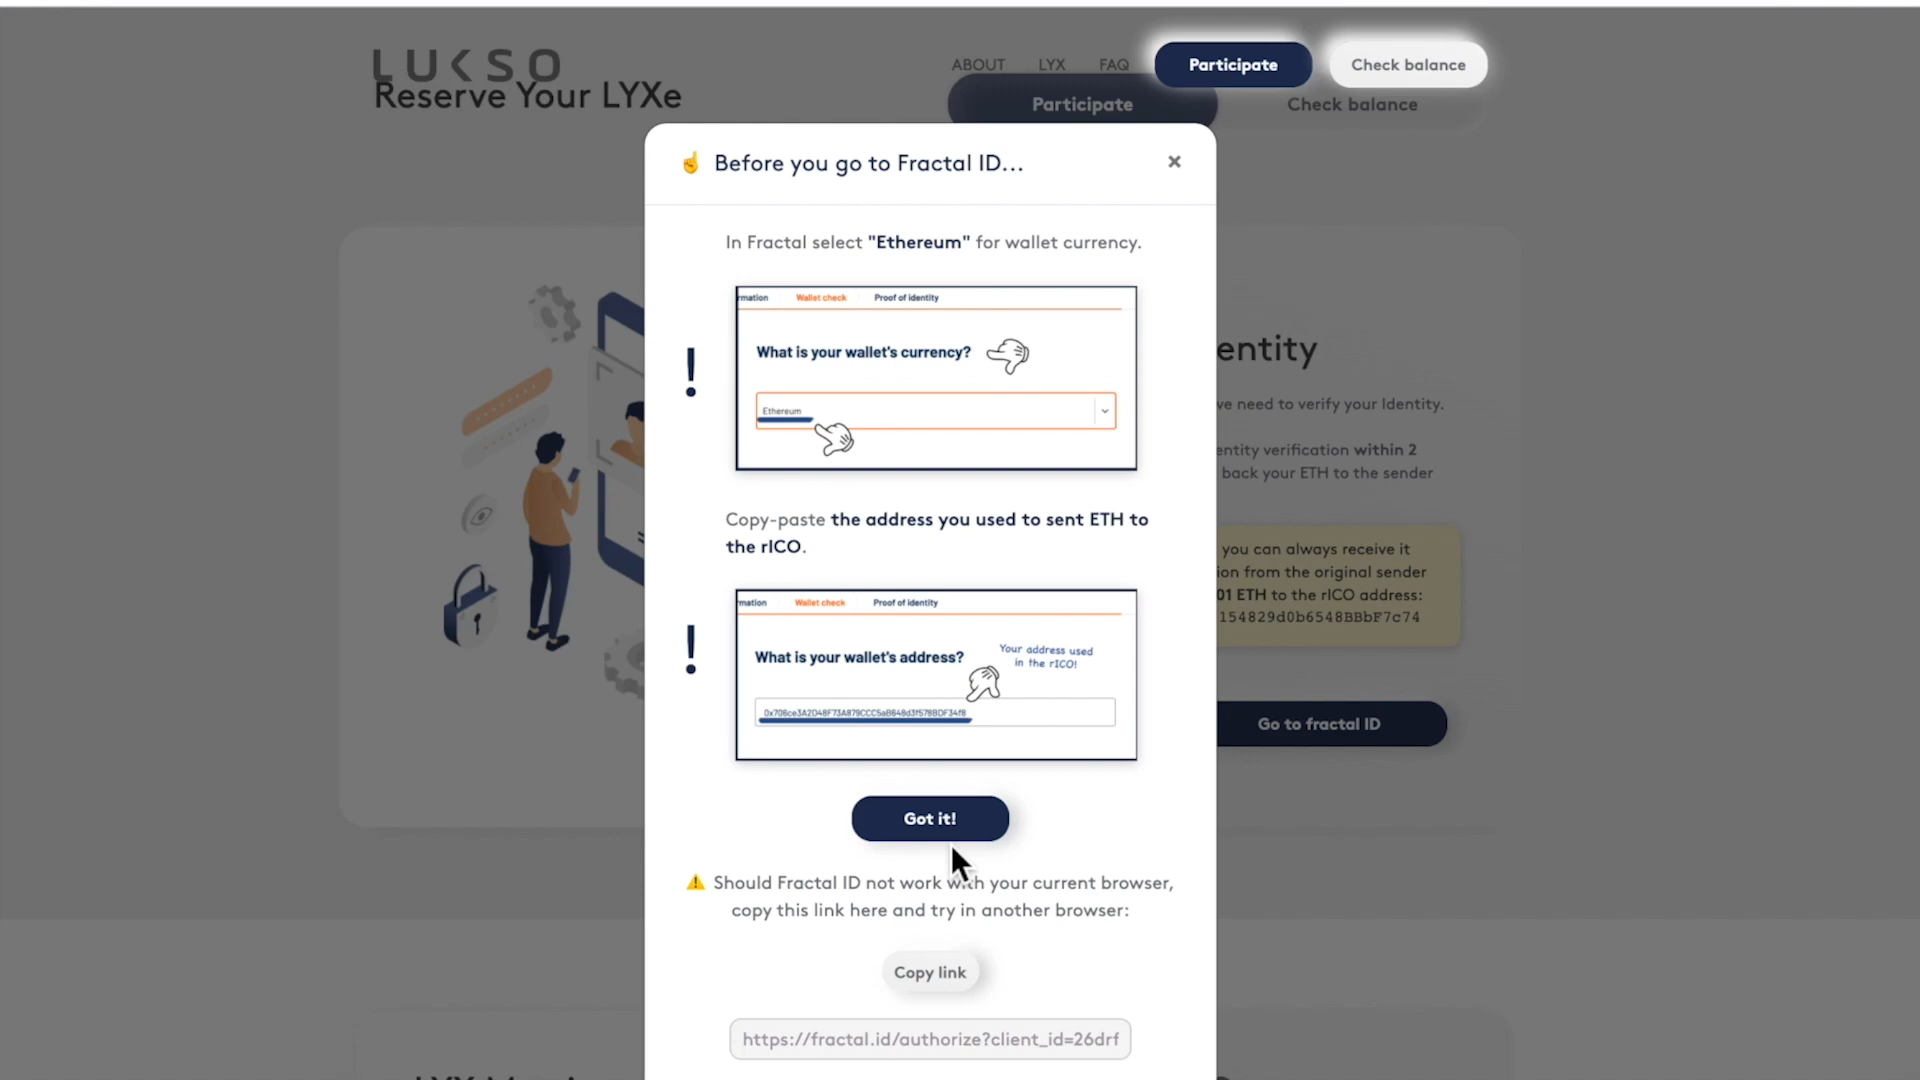 LUKSO
Reserve Your LYXe
ABOUT
LYX
FAQ
Participate
Check balance
Participate
Check balance
☝ Before you go to Fractal ID...
×
In Fractal select "Ethereum" for wallet currency.
rmation
Wallet check
Proof of identity
What is your wallet's currency?
!
Ethereum
Copy-paste the address you used to sent ETH to
the rICO.
mation
Wallet check
Proof of identity
What is your wallet's address?
Your address used
in the rICO!
!
Got it!
⚠ Should Fractal ID not work with your current browser,
copy this link here and try in another browser:
Copy link
https://fractal.id/authorize?client_id=26drf
entity
ve need to verify your Identity.
entity verification within 2
back your ETH to the sender
you can always receive it
ion from the original sender
01 ETH to the rICO address:
154829d0b6548BBbF7c74
Go to fractal ID